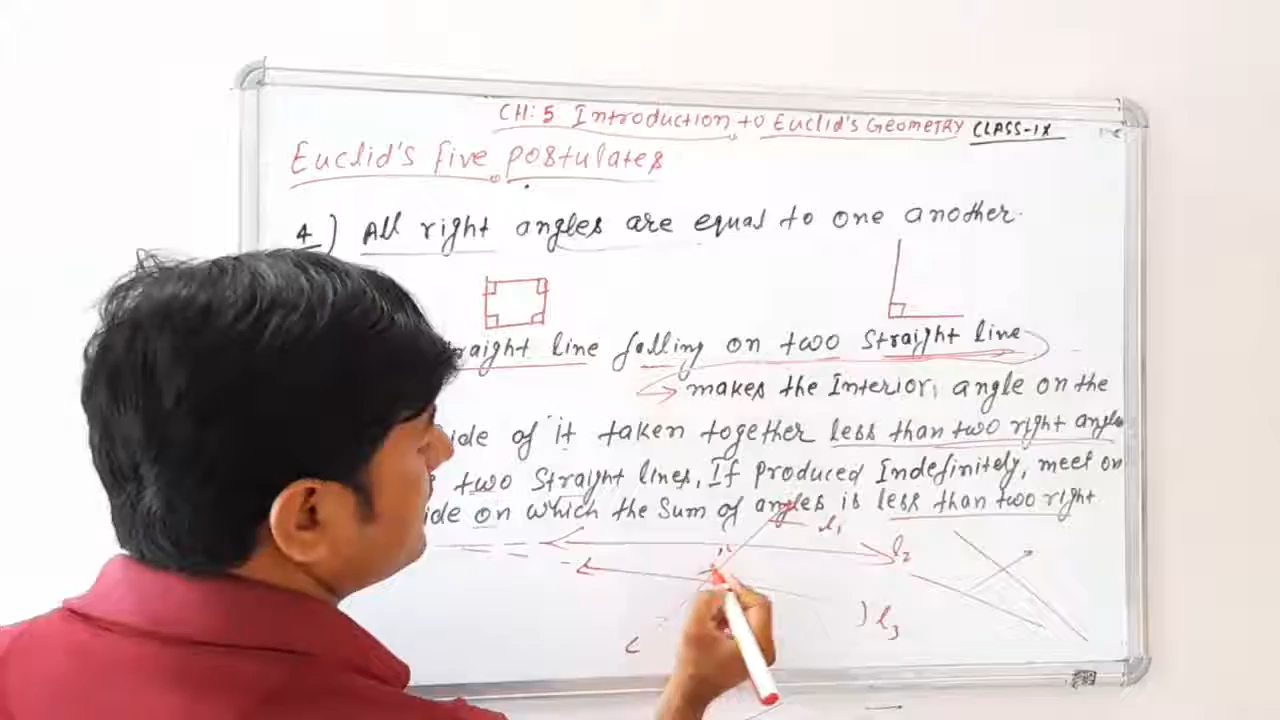 CH: 5 Introduction to Euclid's GEOMETRY CLASS-IX
Euclid's five postulates
4) All right angles are equal to one another.
raight line falling on two straight line
makes the Interior angle on the
ide of it taken together less than two right angles
two Straight lines, If produced Indefinitely, meet on
ide on which the Sum of angles is less than two right
l1
l2
l3